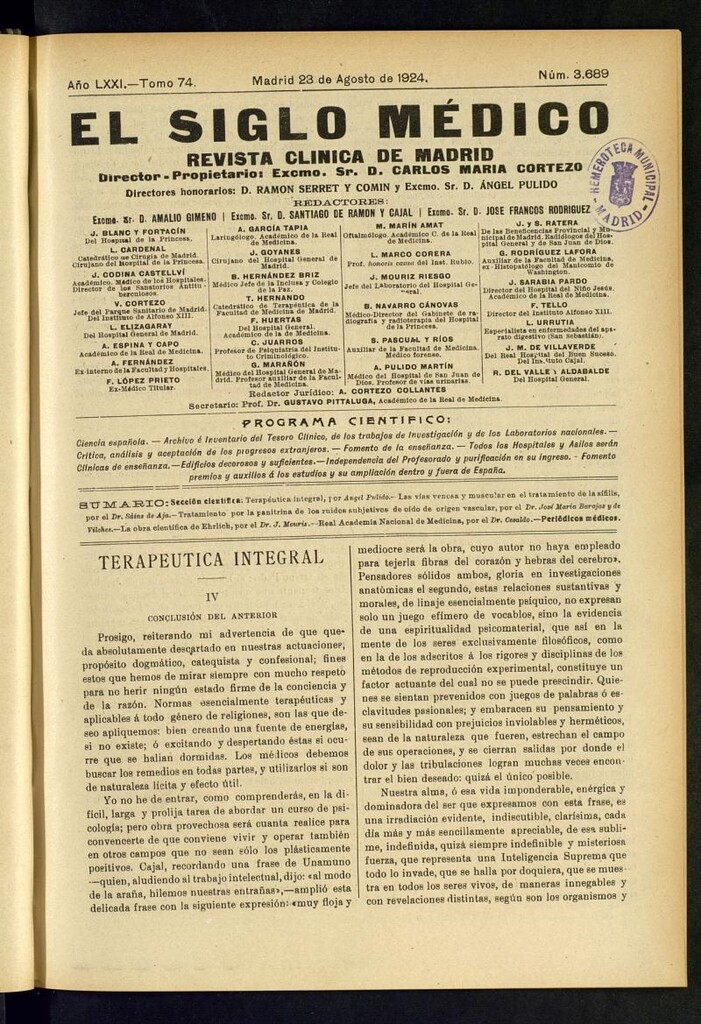 Año LXXI.—Tomo 74. Madrid 23 de Agosto de 1924. Núm. 3.689
EL SIGLO MÉDICO
REVISTA CLINICA DE MADRID
Director-Propietario: Excmo. Sr. D. CARLOS MARIA CORTEZO
Directores honorarios: D. RAMON SERRET Y COMIN y Excmo. Sr. D. ÁNGEL PULIDO
HEMEROTECA MUNICIPAL
MADRID
REDACTORES:
Excmo. Sr. D. AMALIO GIMENO | Excmo. Sr. D. SANTIAGO DE RAMON Y CAJAL | Excmo. Sr. D. JOSE FRANCOS RODRIGUEZ
J. BLANC Y FORTACÍN
Del Hospital de la Princesa.
L. CARDENAL
Catedrático de Cirugía de Madrid.
Cirujano del Hospital de la Princesa.
J. CODINA CASTELLVÍ
Académico. Médico de los Hospitales.
Director de los Sanatorios Antitu-
berculosos
V. CORTEZO
Jefe del Parque Sanitario de Madrid.
Del Instituto de Alfonso XIII.
L. ELIZAGARAY
Del Hospital General de Madrid.
A. ESPINA Y CAPO
Académico de la Real de Medicina.
A. FERNÁNDEZ
Ex-interno de la Facultad y Hospitales.
F. LÓPEZ PRIETO
Ex-Médico Titular.
A. GARCÍA TAPIA
Laringólogo. Académico de la Real
de Medicina.
J. GOYANES
Cirujano del Hospital General de
Madrid.
B. HERNÁNDEZ BRIZ
Médico Jefe de la Inclusa y Colegio
de la Paz.
T. HERNANDO
Catedrático de Terapéutica de la
Facultad de Medicina de Madrid.
F. HUERTAS
Del Hospital General.
Académico de la de Medicina.
C. JUARROS
Profesor de Psiquiatría del Institu-
to Criminológico.
G. MARAÑÓN
Médico del Hospital General de Ma-
drid. Profesor auxiliar de la Facul-
tad de Medicina.
M. MARÍN AMAT
Oftalmólogo. Académico C. de la Real
de Medicina.
L. MARCO CORERA
Prof. honoris causa del Inst. Rubio.
J. MOURIZ RIESGO
Jefe del Laboratorio del Hospital Ge-
neral.
B. NAVARRO CÁNOVAS
Médico-Director del Gabinete de ra-
diografía y radioterapia del Hospital
de la Princesa.
S. PASCUAL Y RÍOS
Auxiliar de la Facultad de Medicina.
Médico forense.
A. PULIDO MARTÍN
Médico del Hospital de San Juan de
Dios, Profesor de vías urinarias.
J. y S. RATERA
De las Beneficencias Provincial y Mu-
nicipal de Madrid. Radiólogos del Hos-
pital General y de San Juan de Dios.
G. RODRÍGUEZ LAFORA
Auxiliar de la Facultad de Medicina,
ex-Histopatólogo del Manicomio de
Washington.
J. SARABIA PARDO
Director del Hospital del Niño Jesús.
Académico de la Real de Medicina.
F. TELLO
Director del Instituto Alfonso XIII.
L. URRUTIA
Especialista en enfermedades del apa-
rato digestivo (San Sebastián).
J. M. DE VILLAVERDE
Del Real Hospital del Buen Suceso.
Del Instituto Cajal.
R. DEL VALLE y ALDABALDE
Del Hospital General.
Redactor Jurídico: A. CORTEZO COLLANTES
Secretario: Prof. Dr. GUSTAVO PITTALUGA, Académico de la Real de Medicina.
PROGRAMA CIENTIFICO:
Ciencia española. — Archivo é Inventario del Tesoro Clínico, de los trabajos de Investigación y de los Laboratorios nacionales. —
Crítica, análisis y aceptación de los progresos extranjeros. — Fomento de la enseñanza. — Todos los Hospitales y Asilos serán
Clínicas de enseñanza.—Edificios decorosos y suficientes.—Independencia del Profesorado y purificación en su ingreso. - Fomento
premios y auxilios á los estudios y su ampliación dentro y fuera de España.
SUMARIO: Sección científica: Terapéutica integral, por Angel Pulido.—Las vías venosa y muscular en el tratamiento de la sífilis,
por el Dr. Sáinz de Aja.—Tratamiento por la panitrina de los ruidos subjetivos de oído de origen vascular, por el Dr. José María Barajas y de
Vilches.—La obra científica de Ehrlich, por el Dr. J. Mouriz.—Real Academia Nacional de Medicina, por el Dr. Cesaldo.—Periódicos médicos.
TERAPEUTICA INTEGRAL
IV
CONCLUSIÓN DEL ANTERIOR
Prosigo, reiterando mi advertencia de que que-
da absolutamente descartado en nuestras actuaciones,
propósito dogmático, catequista y confesional; fines
estos que hemos de mirar siempre con mucho respeto
para no herir ningún estado firme de la conciencia y
de la razón. Normas esencialmente terapéuticas y
aplicables á todo género de religiones, son las que de-
seo apliquemos: bien creando una fuente de energías,
si no existe; ó excitando y despertando éstas si ocu-
rre que se hallan dormidas. Los médicos debemos
buscar los remedios en todas partes, y utilizarlos si son
de naturaleza lícita y efecto útil.
Yo no he de entrar, como comprenderás, en la di-
fícil, larga y prolija tarea de abordar un curso de psi-
cología; pero obra provechosa será cuanta realice para
convencerte de que conviene vivir y operar también
en otros campos que no sean sólo los plásticamente
positivos. Cajal, recordando una frase de Unamuno
—quien, aludiendo al trabajo intelectual, dijo: «al modo
de la araña, hilemos nuestras entrañas»,—amplió esta
delicada frase con la siguiente expresión: «muy floja y
mediocre será la obra, cuyo autor no haya empleado
para tejerla fibras del corazón y hebras del cerebro».
Pensadores sólidos ambos, gloria en investigaciones
anatómicas el segundo, estas relaciones sustantivas y
morales, de linaje esencialmente psíquico, no expresan
solo un juego efímero de vocablos, sino la evidencia
de una espiritualidad psicomaterial, que así en la
mente de los seres exclusivamente filosóficos, como
en la de los adscritos á los rigores y disciplinas de los
métodos de reproducción experimental, constituye un
factor actuante del cual no se puede prescindir. Quie-
nes se sientan prevenidos con juegos de palabras ó es-
clavitudes pasionales; y embaracen su pensamiento y
su sensibilidad con prejuicios inviolables y herméticos,
sean de la naturaleza que fueren, estrechan el campo
de sus operaciones, y se cierran salidas por donde el
dolor y las tribulaciones logran muchas veces encon-
trar el bien deseado: quizá el único posible.
Nuestra alma, ó esa vida imponderable, enérgica y
dominadora del ser que expresamos con esta frase, es
una irradiación evidente, indiscutible, clarísima, cada
día más y más sencillamente apreciable, de esa subli-
me, indefinida, quizá siempre indefinible y misteriosa
fuerza, que representa una Inteligencia Suprema que
todo lo invade, que se halla por doquiera, que se mues-
tra en todos los seres vivos, de maneras innegables y
con revelaciones distintas, según son los organismos y